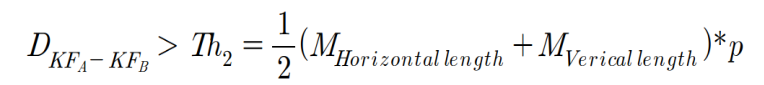 D_{KF_A - KF_B} > Th_2 = \frac{1}{2}(M_{Horizontal length} + M_{Verical length})*p